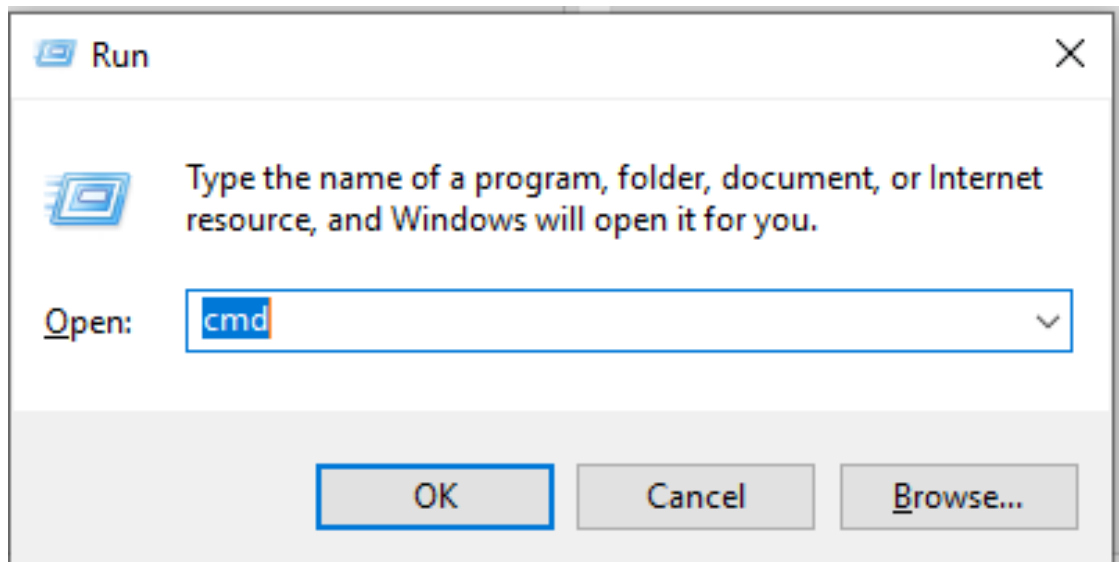 Run
Type the name of a program, folder, document, or Internet
resource, and Windows will open it for you.
Open:
cmd
OK
Cancel
Browse...